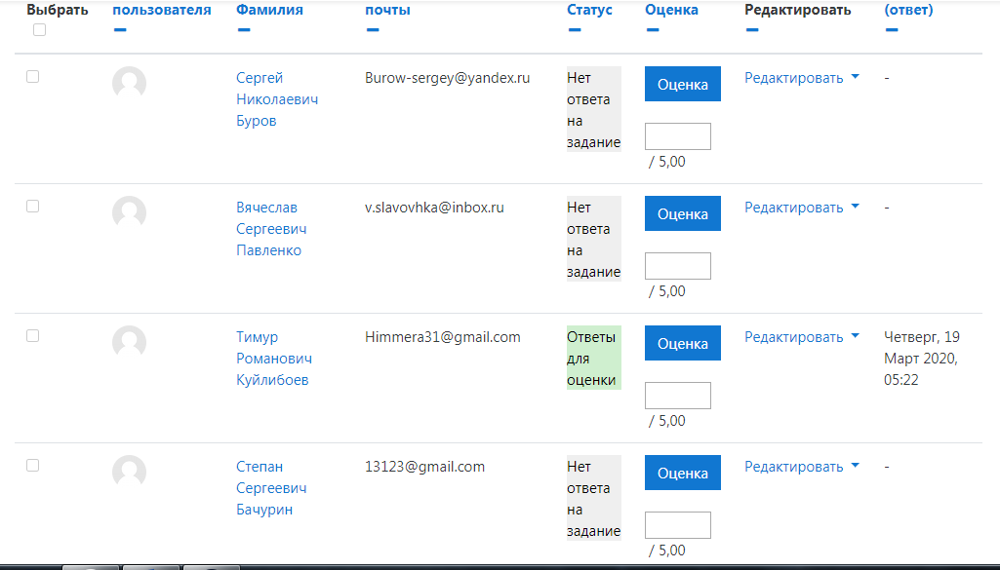 Выбрать пользователя Фамилия почты Статус Оценка Редактировать (ответ)
Сергей Burow-sergey@yandex.ru Нет Оценка Редактировать -
Николаевич ответа
Буров на
задание
/ 5,00
Вячеслав v.slavovhka@inbox.ru Нет Оценка Редактировать -
Сергеевич ответа
Павленко на
задание
/ 5,00
Тимур Himmera31@gmail.com Ответы Оценка Редактировать Четверг, 19
Романович для Март 2020,
Куйлибоев оценки 05:22
/ 5,00
Степан 13123@gmail.com Нет Оценка Редактировать -
Сергеевич ответа
Бачурин на
задание
/ 5,00